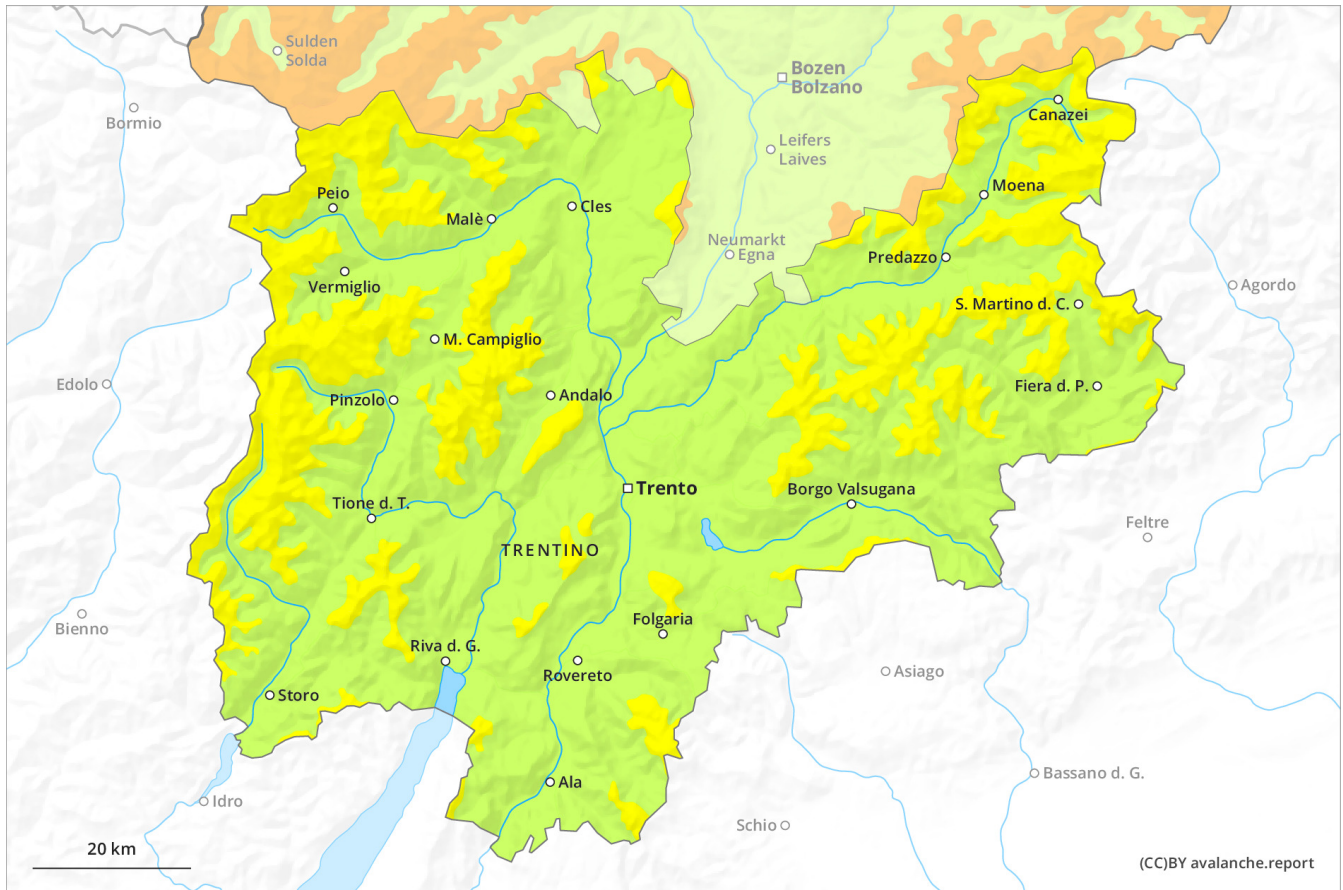 Sulden
Solda
Bozen
Bolzano
Bormio
Canazei
Leifers
Laives
Moena
Peio
Malè
Cles
Neumarkt
Egna
Predazzo
Vermiglio
Agordo
S. Martino d. C.
M. Campiglio
Edolo
Fiera d. P.
Pinzolo
Andalo
Trento
Borgo Valsugana
Tione d. T.
Feltre
TRENTINO
Bienno
Folgaria
Riva d. G.
Rovereto
Asiago
Storo
Bassano d. G.
Ala
Idro
Schio
20 km
(CC)BY avalanche.report